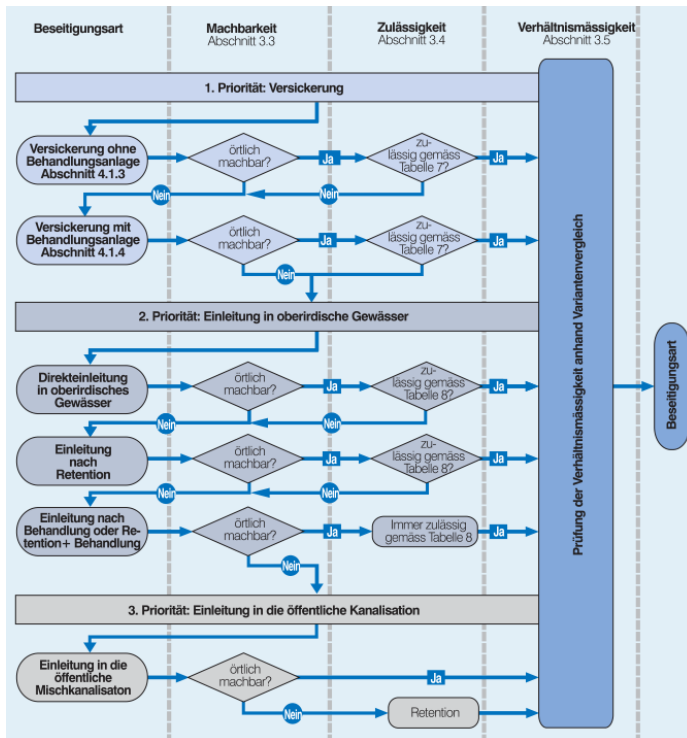 Beseitigungsart
Machbarkeit
Abschnitt 3.3
Zulässigkeit
Abschnitt 3.4
Verhältnismässigkeit
Abschnitt 3.5
1. Priorität: Versickerung
Versickerung ohne
Behandlungsanlage
Abschnitt 4.1.3
örtlich
machbar?
Ja
zu-
lässig gemäss
Tabelle 7?
Ja
Nein
Nein
Versickerung mit
Behandlungsanlage
Abschnitt 4.1.4
örtlich
machbar?
Ja
zu-
lässig gemäss
Tabelle 7?
Ja
Nein
2. Priorität: Einleitung in oberirdische Gewässer
Direkteinleitung
in oberirdisches
Gewässer
örtlich
machbar?
Ja
zu-
lässig gemäss
Tabelle 8?
Ja
Nein
Nein
Einleitung
nach
Retention
örtlich
machbar?
Ja
zu-
lässig gemäss
Tabelle 8?
Ja
Nein
Nein
Einleitung nach
Behandlung oder Re-
tention+ Behandlung
örtlich
machbar?
Ja
Immer zulässig
gemäss Tabelle 8
Ja
Nein
3. Priorität: Einleitung in die öffentliche Kanalisation
Einleitung in die
öffentliche
Mischkanalisaton
örtlich
machbar?
Ja
Nein
Retention
Prüfung der Verhältnismässigkeit anhand Variantenvergleich
Beseitigungsart